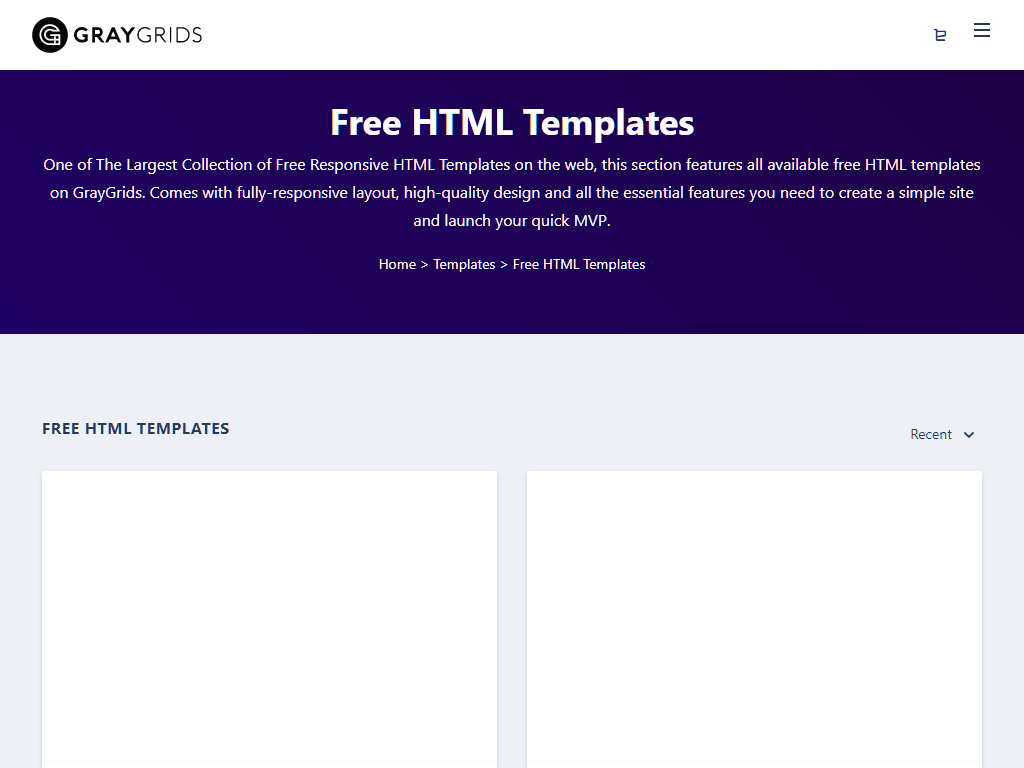 GRAYGRIDS
Free HTML Templates
One of The Largest Collection of Free Responsive HTML Templates on the web, this section features all available free HTML templates
on GrayGrids. Comes with fully-responsive layout, high-quality design and all the essential features you need to create a simple site
and launch your quick MVP.
Home > Templates > Free HTML Templates
FREE HTML TEMPLATES
Recent